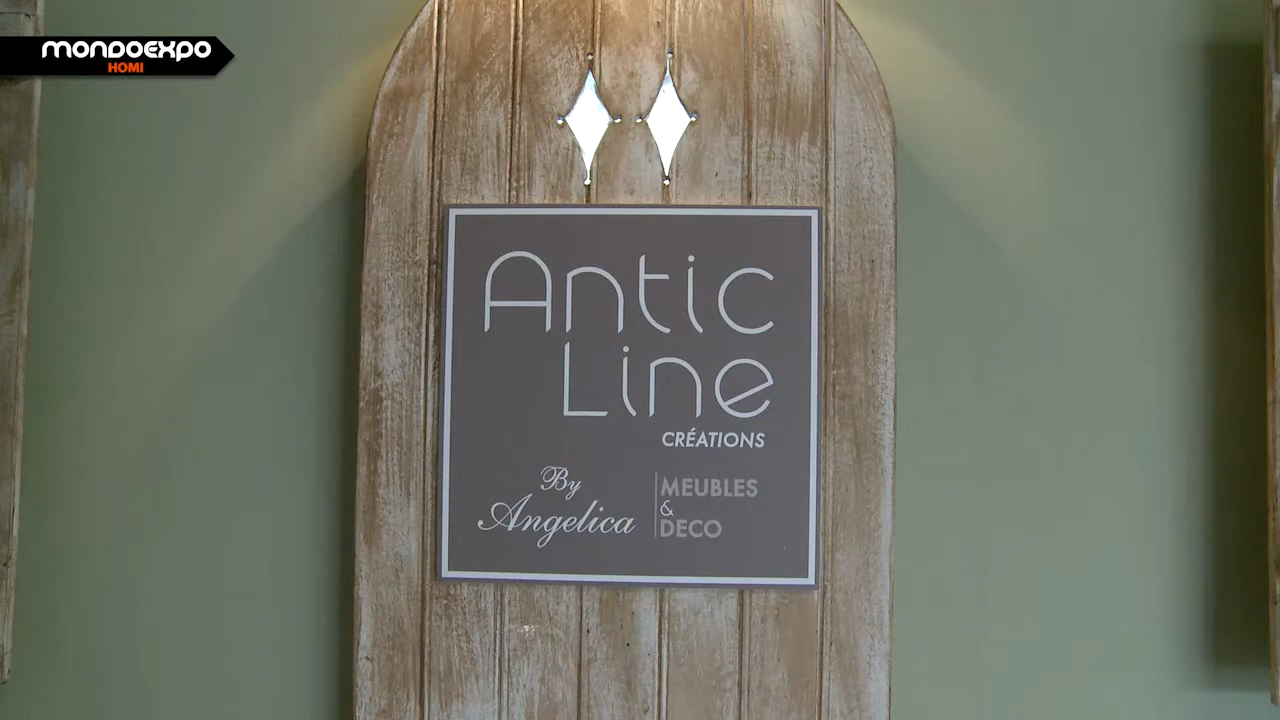 MONDOEXPO
HOMI
Antic
Line
CRÉATIONS
By
Angelica
MEUBLES
&
DECO